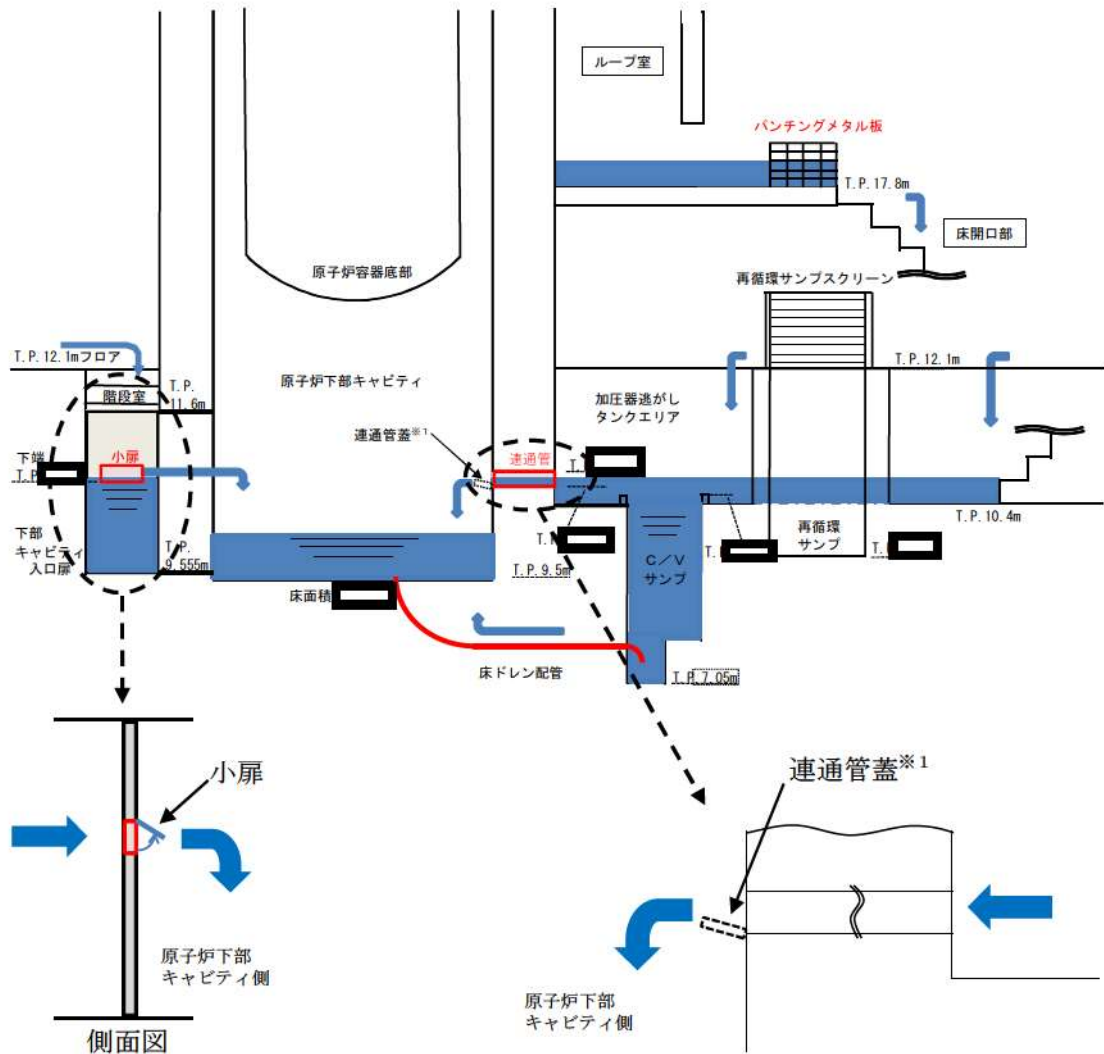 ループ室
パンチングメタル板
T.P.17.8m
床開口部
原子炉容器底部
再循環サンプスクリーン
T.P.12.1mフロア
T.P.12.1m
階段室
T.P.
11.6m
原子炉下部キャビティ
加圧器逃がし
タンクエリア
連通管蓋※1
連通管
下端
T.P
小扉
T.
T.P.10.4m
下部
キャビティ
入口扉
T.P.
9.555m
T.P.9.5m
C/V
サンプ
再循環
サンプ
床面積
床ドレン配管
T.P.7.05m
小扉
連通管蓋※1
原子炉下部
キャビティ側
側面図
原子炉下部
キャビティ側